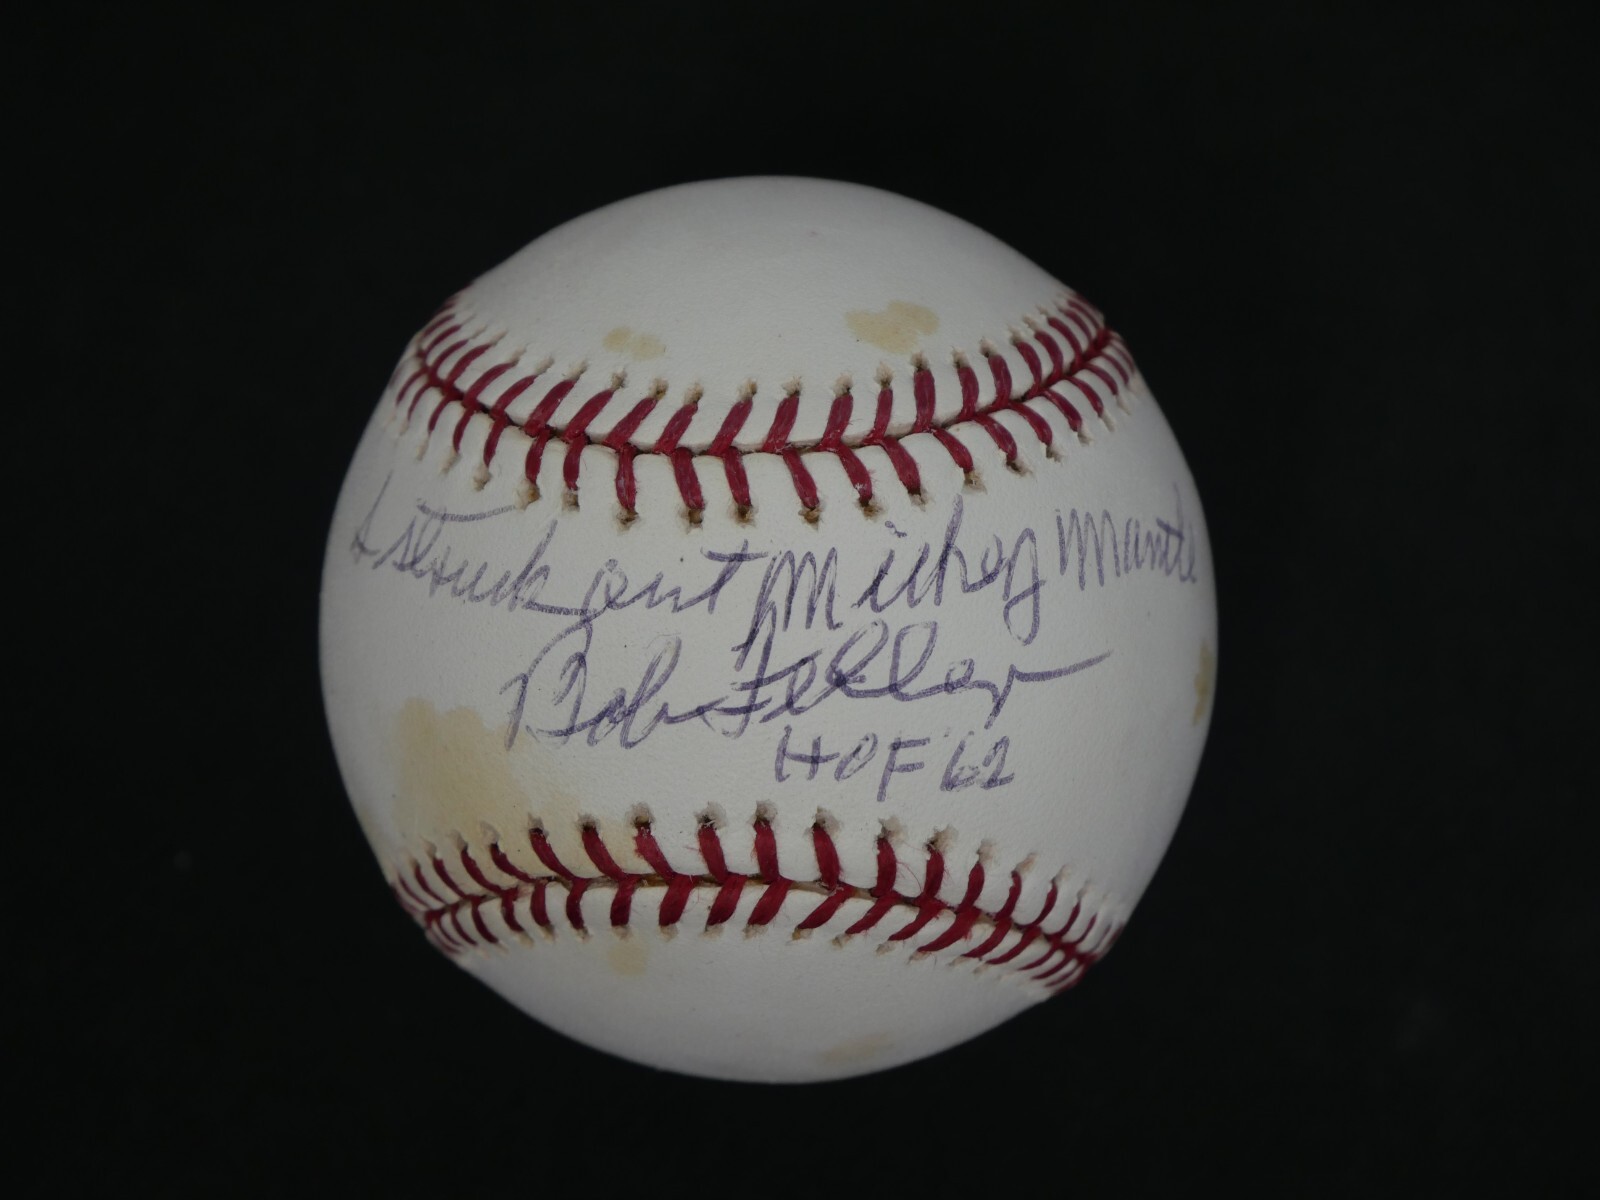 I struck out Mickey Mantle
Bob Feller
HOF '62